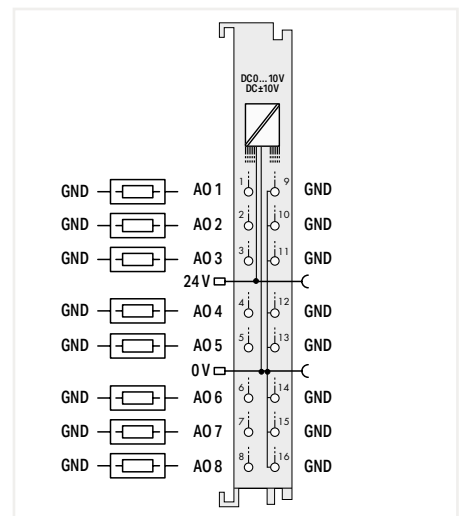 DC0...10V
DC±10V
GND AO 1 1 9 GND
GND AO 2 2 10 GND
GND AO 3 3 11 GND
24 V
GND AO 4 4 12 GND
GND AO 5 5 13 GND
0 V
GND AO 6 6 14 GND
GND AO 7 7 15 GND
GND AO 8 8 16 GND